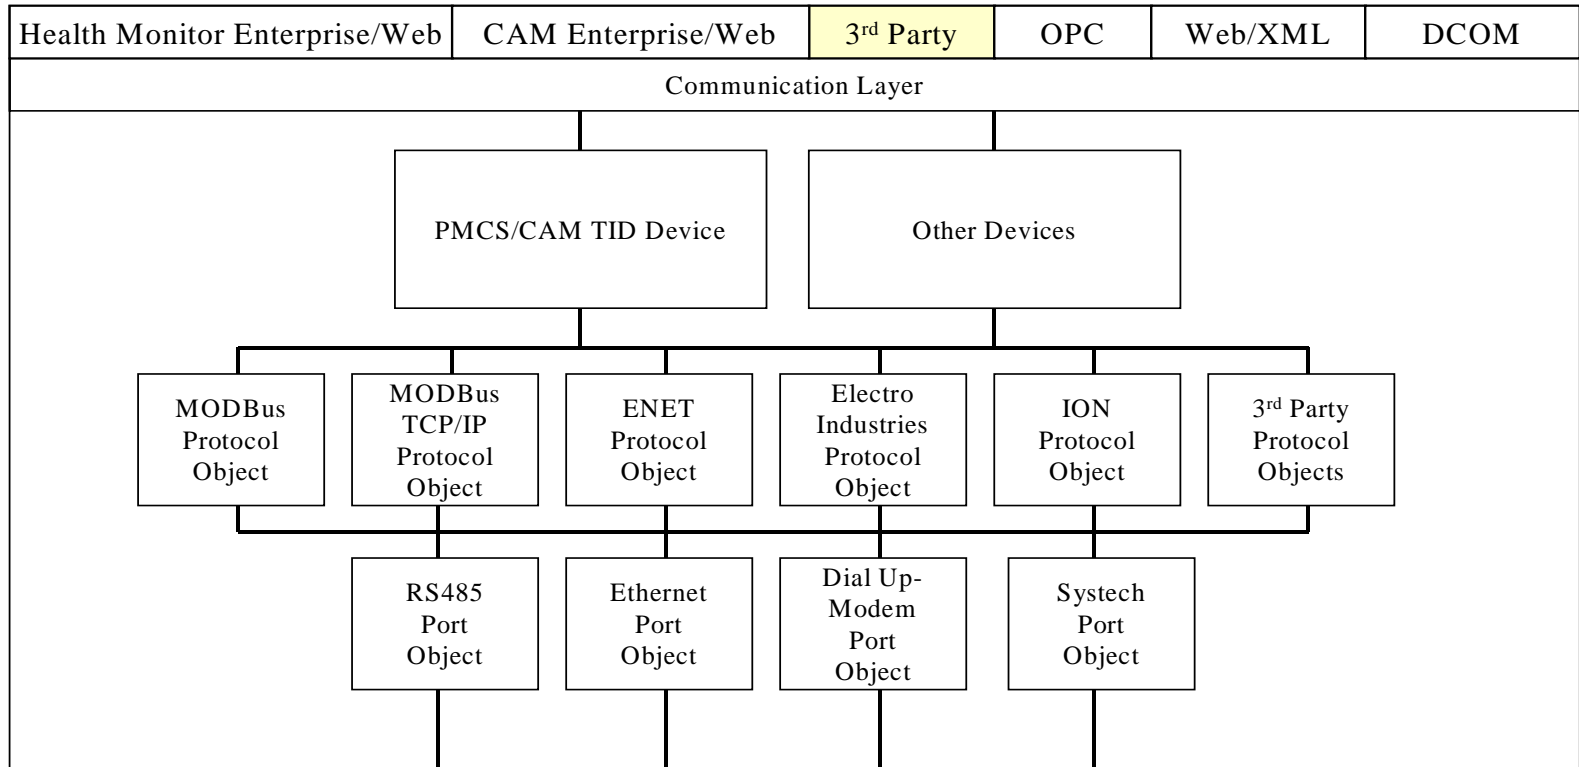 Health Monitor Enterprise/Web CAM Enterprise/Web 3rd Party OPC Web/XML DCOM
Communication Layer
PMCS/CAM TID Device
Other Devices
MODBus
Protocol
Object
MODBus
TCP/IP
Protocol
Object
ENET
Protocol
Object
Electro
Industries
Protocol
Object
ION
Protocol
Object
3rd Party
Protocol
Objects
RS485
Port
Object
Ethernet
Port
Object
Dial Up-
Modem
Port
Object
Systech
Port
Object